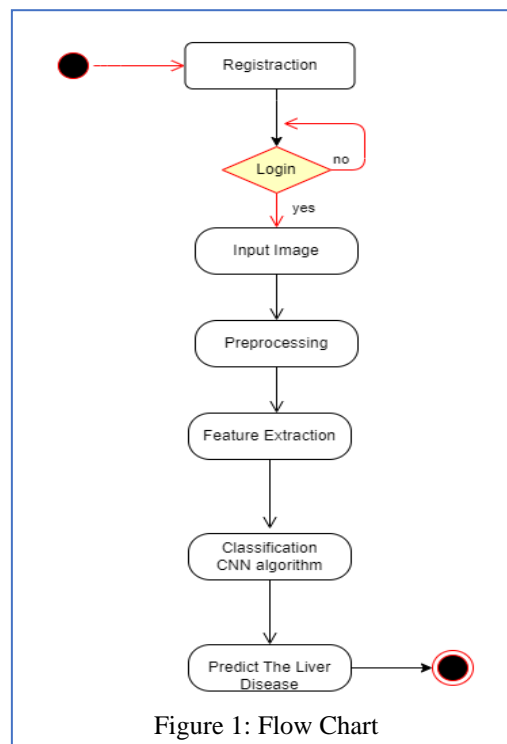 Registraction
Login
no
yes
Input Image
Preprocessing
Feature Extraction
Classification
CNN algorithm
Predict The Liver
Disease
Figure 1: Flow Chart